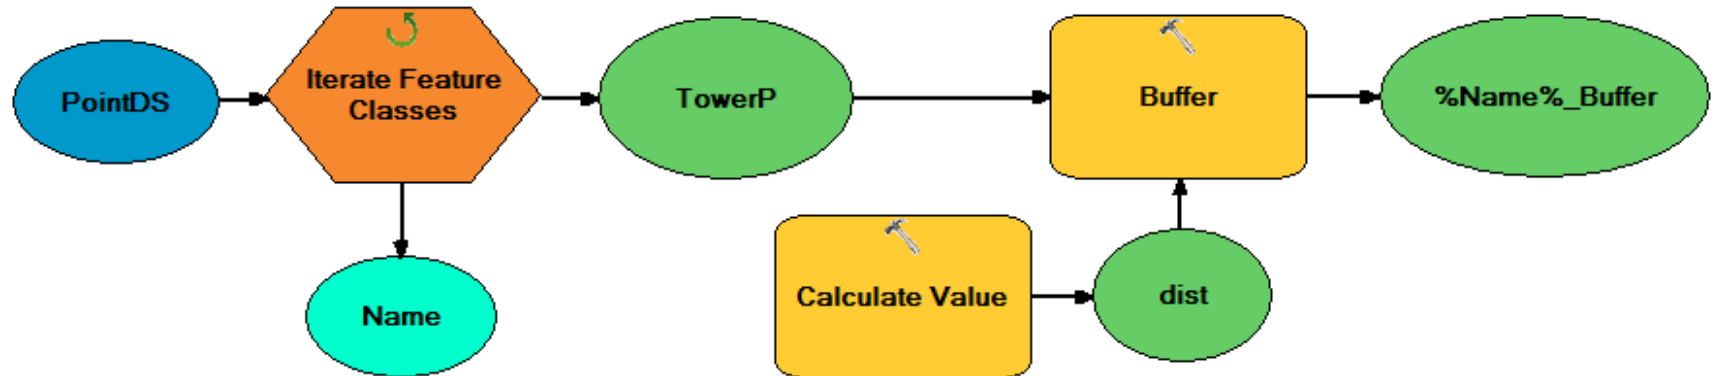 PointDS
Iterate Feature
Classes
TowerP
Buffer
%Name%_Buffer
Name
Calculate Value
dist